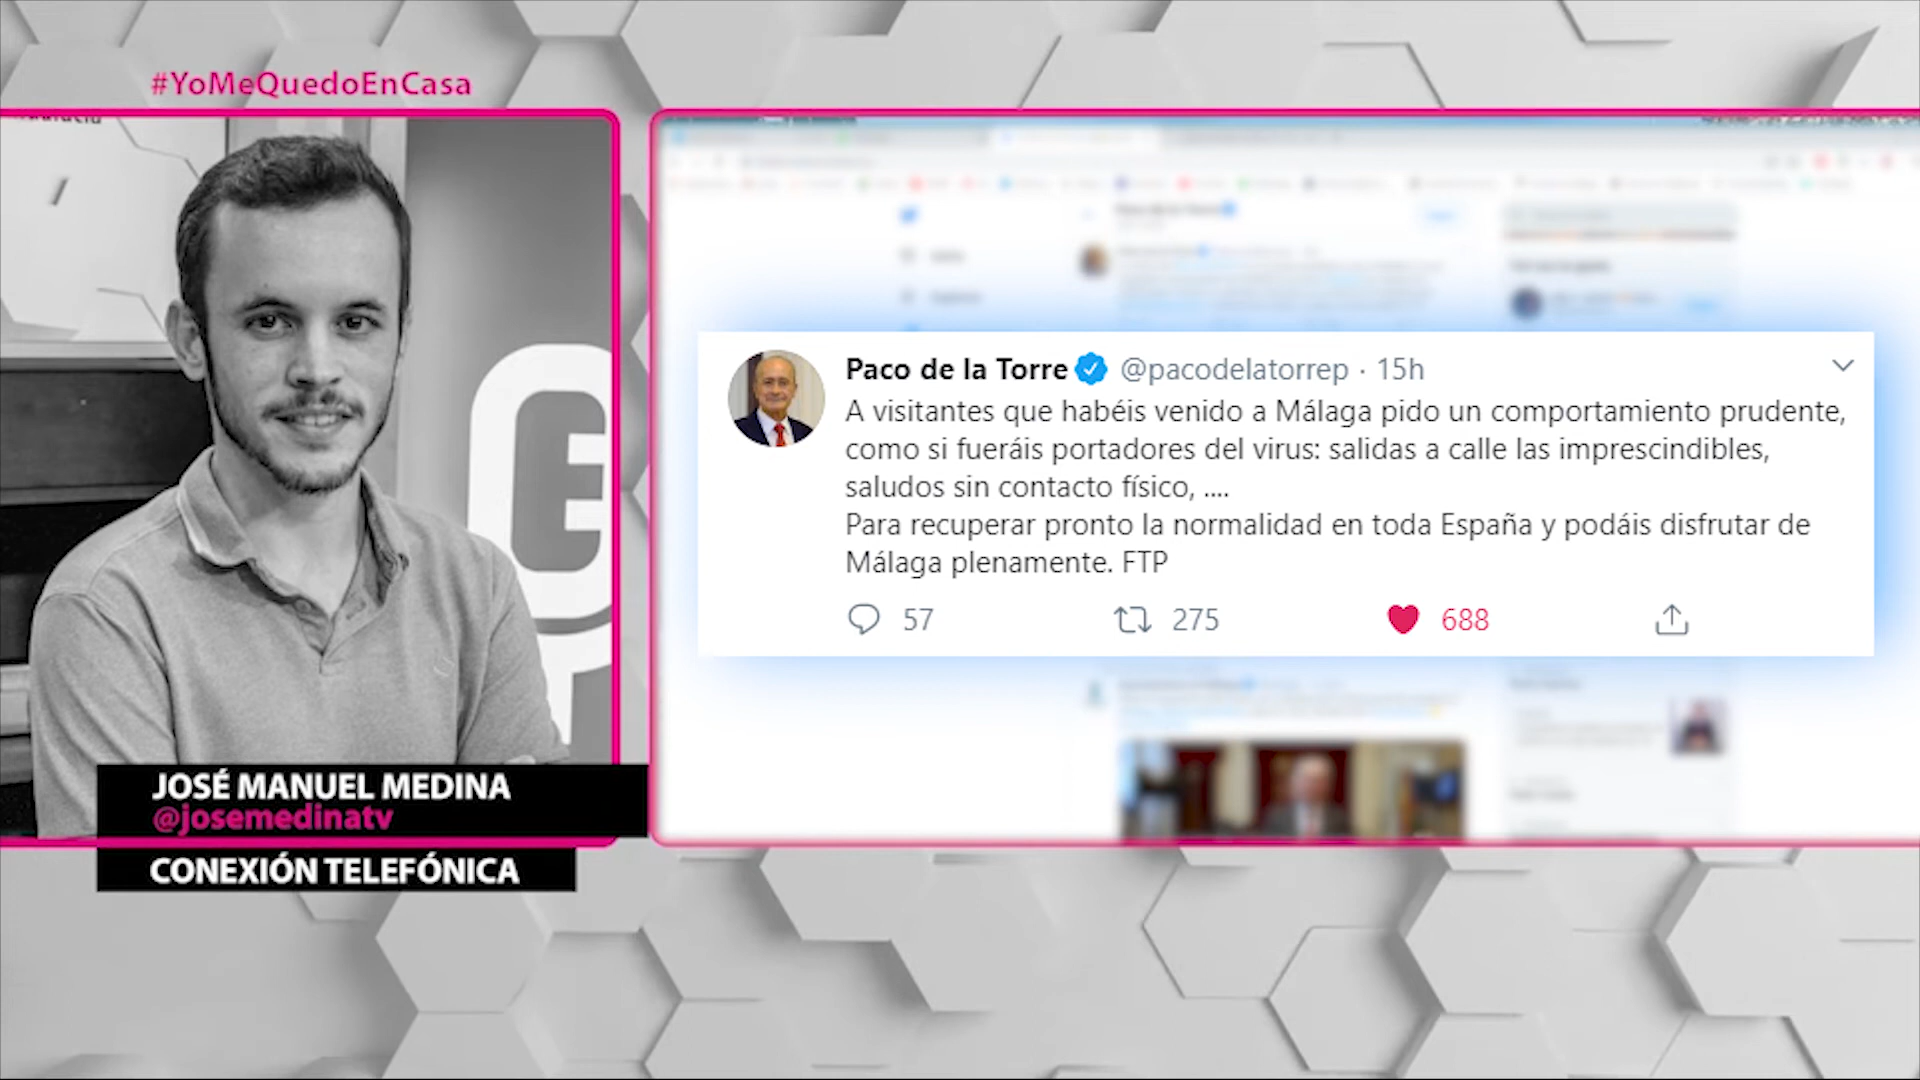 #YoMeQuedoEnCasa
JOSÉ MANUEL MEDINA
@josemedinatv
CONEXIÓN TELEFÓNICA
Paco de la Torre @pacodelatorrep · 15h
A visitantes que habéis venido a Málaga pido un comportamiento prudente,
como si fueráis portadores del virus: salidas a calle las imprescindibles,
saludos sin contacto físico, ....
Para recuperar pronto la normalidad en toda España y podáis disfrutar de
Málaga plenamente. FTP
57 275 688